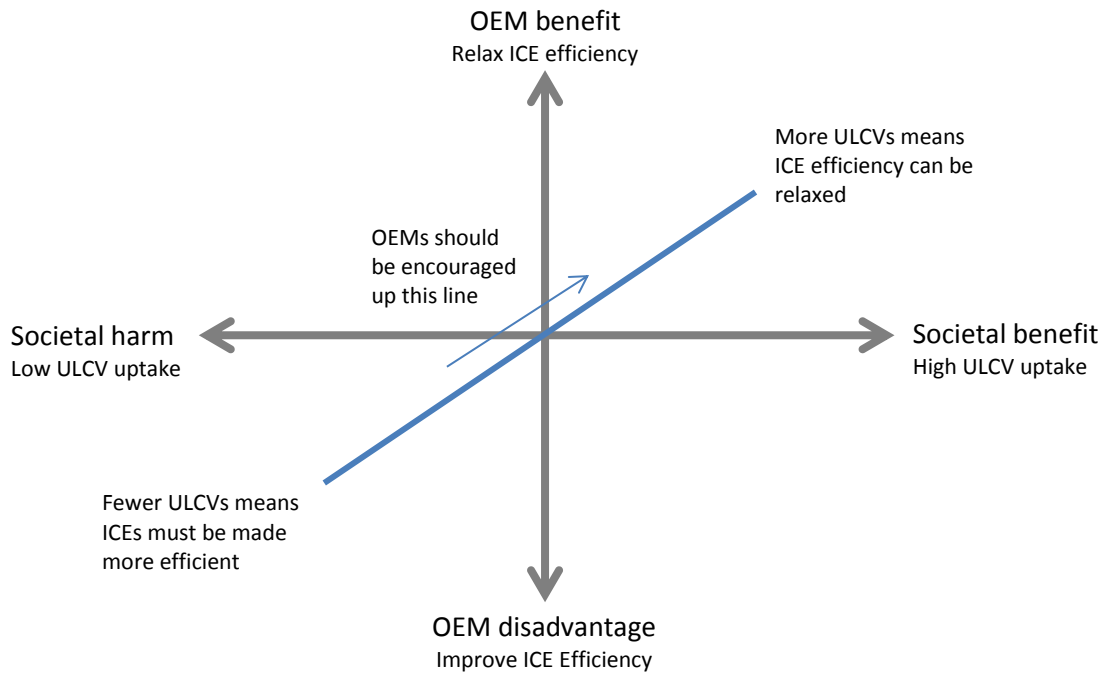 OEM benefit
Relax ICE efficiency
More ULCVs means
ICE efficiency can be
relaxed
OEMs should
be encouraged
up this line
Societal harm
Low ULCV uptake
Societal benefit
High ULCV uptake
Fewer ULCVs means
ICEs must be made
more efficient
OEM disadvantage
Improve ICE Efficiency